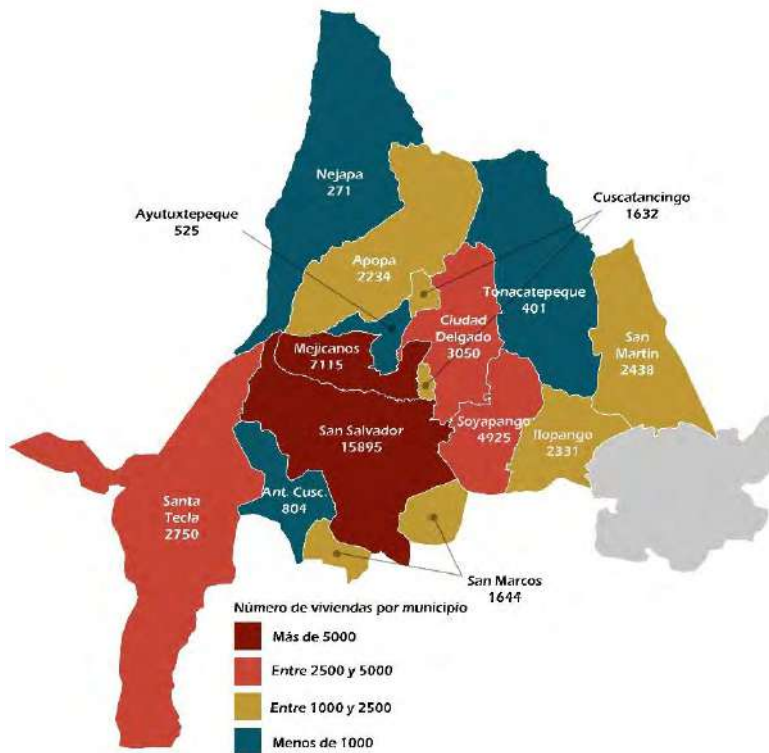 Nejapa
271
Ayutuxtepeque
525
Cuscatancingo
1632
Apopa
2234
Tonacatepeque
401
Ciudad
Delgado
3050
San
Martín
2438
Mejicanos
7115
San Salvador
15895
Soyapango
4925
Ilopango
2331
Ant. Cusc.
804
Santa
Tecla
2750
San Marcos
1644
Número de viviendas por municipio
Más de 5000
Entre 2500 y 5000
Entre 1000 y 2500
Menos de 1000